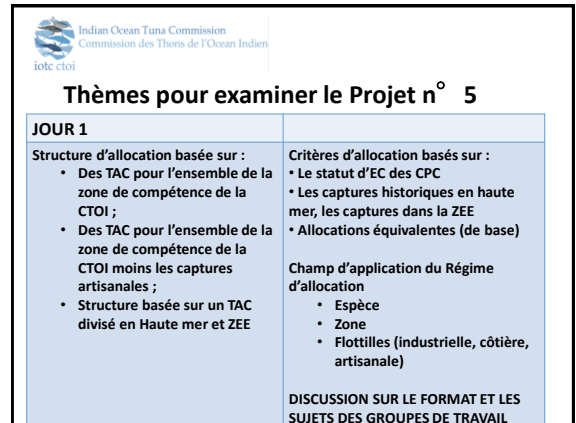 Indian Ocean Tuna Commission
Commission des Thons de l'Ocean Indien
iotc ctoi
Thèmes pour examiner le Projet n° 5
JOUR 1
Structure d'allocation basée sur :
• Des TAC pour l'ensemble de la
zone de compétence de la
CTOI ;
• Des TAC pour l'ensemble de la
zone de compétence de la
CTOI moins les captures
artisanales ;
• Structure basée sur un TAC
divisé en Haute mer et ZEE
Critères d'allocation basés sur :
• Le statut d'EC des CPC
• Les captures historiques en haute
mer, les captures dans la ZEE
• Allocations équivalentes (de base)
Champ d'application du Régime
d'allocation
• Espèce
• Zone
• Flottilles (industrielle, côtière,
artisanale)
DISCUSSION SUR LE FORMAT ET LES
SUJETS DES GROUPES DE TRAVAIL